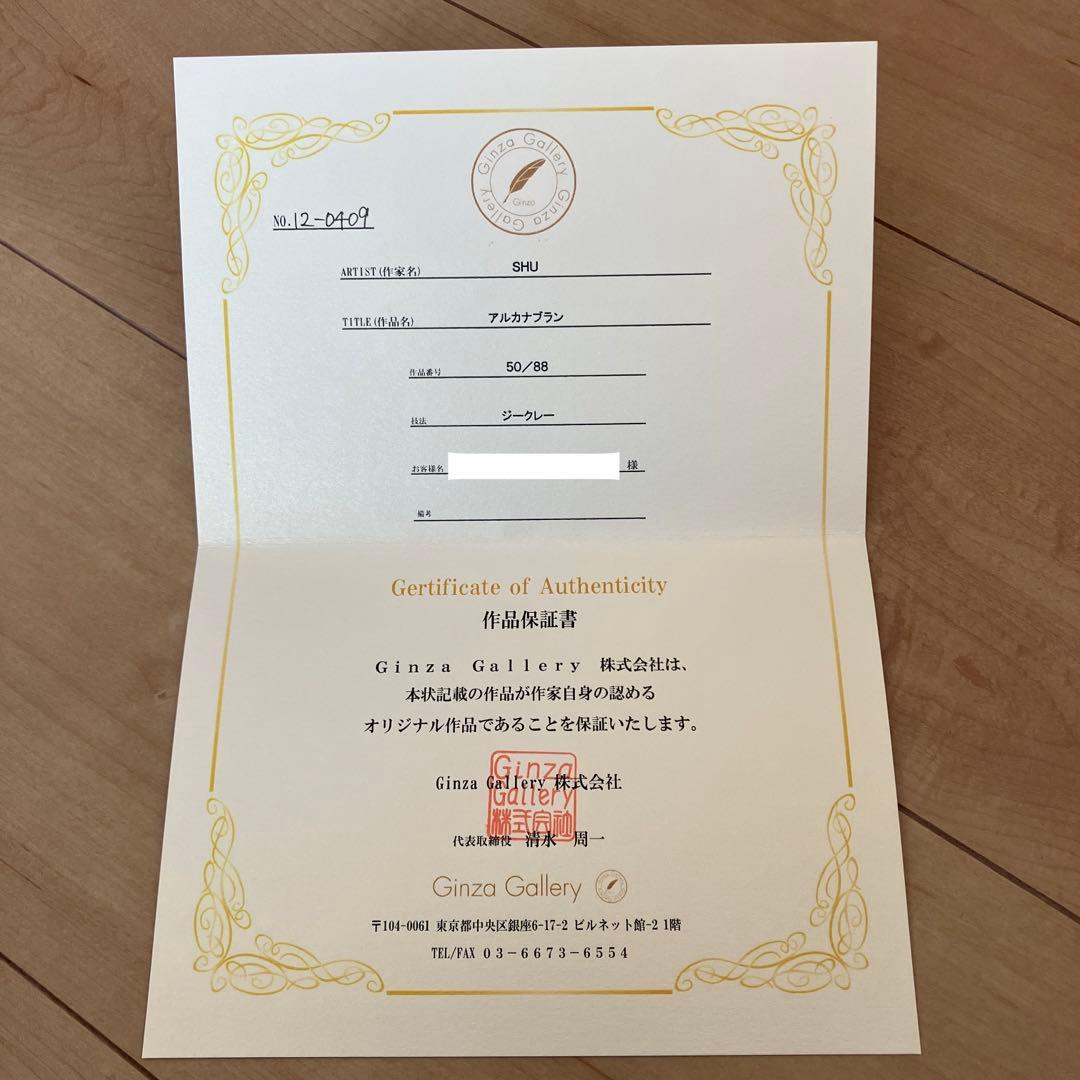 Ginza Gallery Ginza Gallery
Ginza
NO.12-0409
ARTIST(作家名) SHU
TITLE(作品名) アルカナブラン
作品番号 50/88
技法 ジークレー
お客様名 様
備考
Gertificate of Authenticity
作品保証書
Ginza Gallery 株式会社は、
本状記載の作品が作家自身の認める
オリジナル作品であることを保証いたします。
Ginza Gallery 株式会社
Ginza
Gallery
株式会社
代表取締役 清水 周一
Ginza Gallery
〒104-0061 東京都中央区銀座6-17-2 ビルネット館-2 1階
TEL/FAX 03-6673-6554